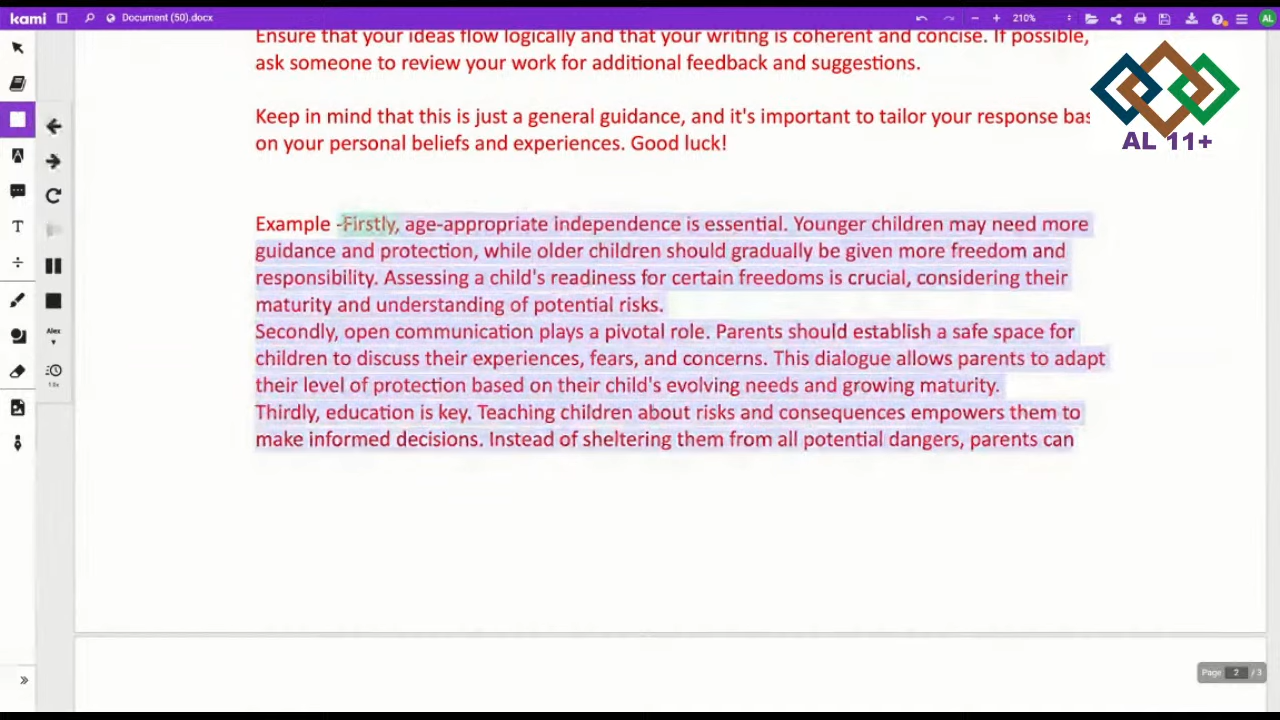 kami Document (50).docx 210% AL
Ensure that your ideas flow logically and that your writing is coherent and concise. If possible,
ask someone to review your work for additional feedback and suggestions.
Keep in mind that this is just a general guidance, and it's important to tailor your response bas
on your personal beliefs and experiences. Good luck!
AL 11+
Example -Firstly, age-appropriate independence is essential. Younger children may need more
guidance and protection, while older children should gradually be given more freedom and
responsibility. Assessing a child's readiness for certain freedoms is crucial, considering their
maturity and understanding of potential risks.
Secondly, open communication plays a pivotal role. Parents should establish a safe space for
children to discuss their experiences, fears, and concerns. This dialogue allows parents to adapt
their level of protection based on their child's evolving needs and growing maturity.
Thirdly, education is key. Teaching children about risks and consequences empowers them to
make informed decisions. Instead of sheltering them from all potential dangers, parents can
Alex
1.0x
Page 2 / 3